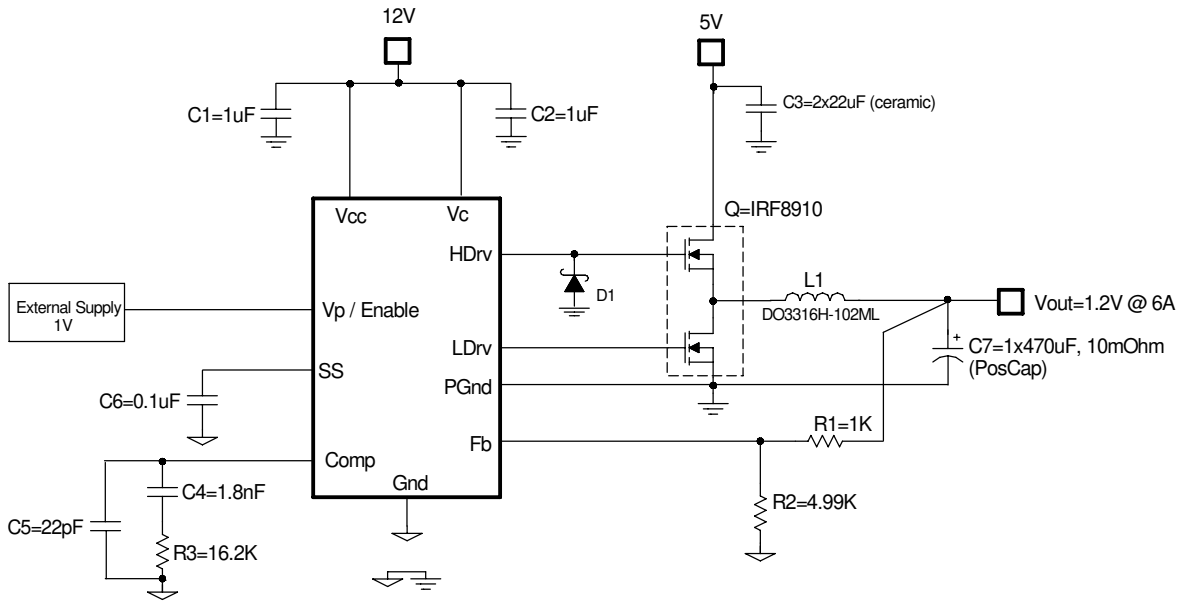 12V
5V
C1=1uF
C2=1uF
C3=2x22uF (ceramic)
Vcc
Vc
Q=IRF8910
HDrv
D1
L1
DO3316H-102ML
External Supply
1V
Vp / Enable
Vout=1.2V @ 6A
LDrv
+
C7=1x470uF, 10mOhm
(PosCap)
SS
PGnd
C6=0.1uF
R1=1K
Fb
Comp
Gnd
C4=1.8nF
R2=4.99K
C5=22pF
R3=16.2K